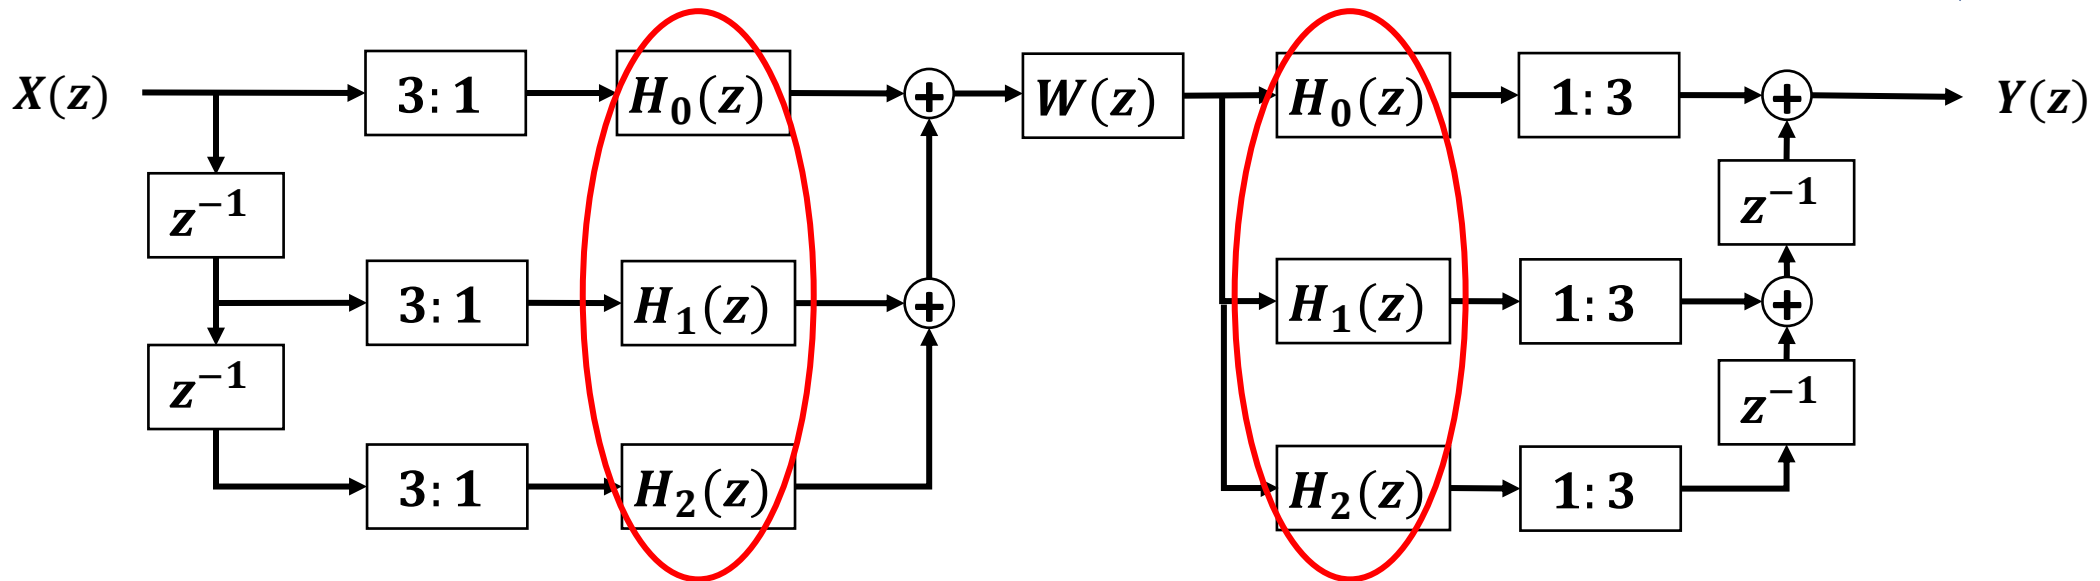 X(z) 3:1 H₀(z) + W(z) H₀(z) 1:3 + Y(z)
z⁻¹ z⁻¹
3:1 H₁(z) + H₁(z) 1:3 +
z⁻¹ z⁻¹
3:1 H₂(z) H₂(z) 1:3